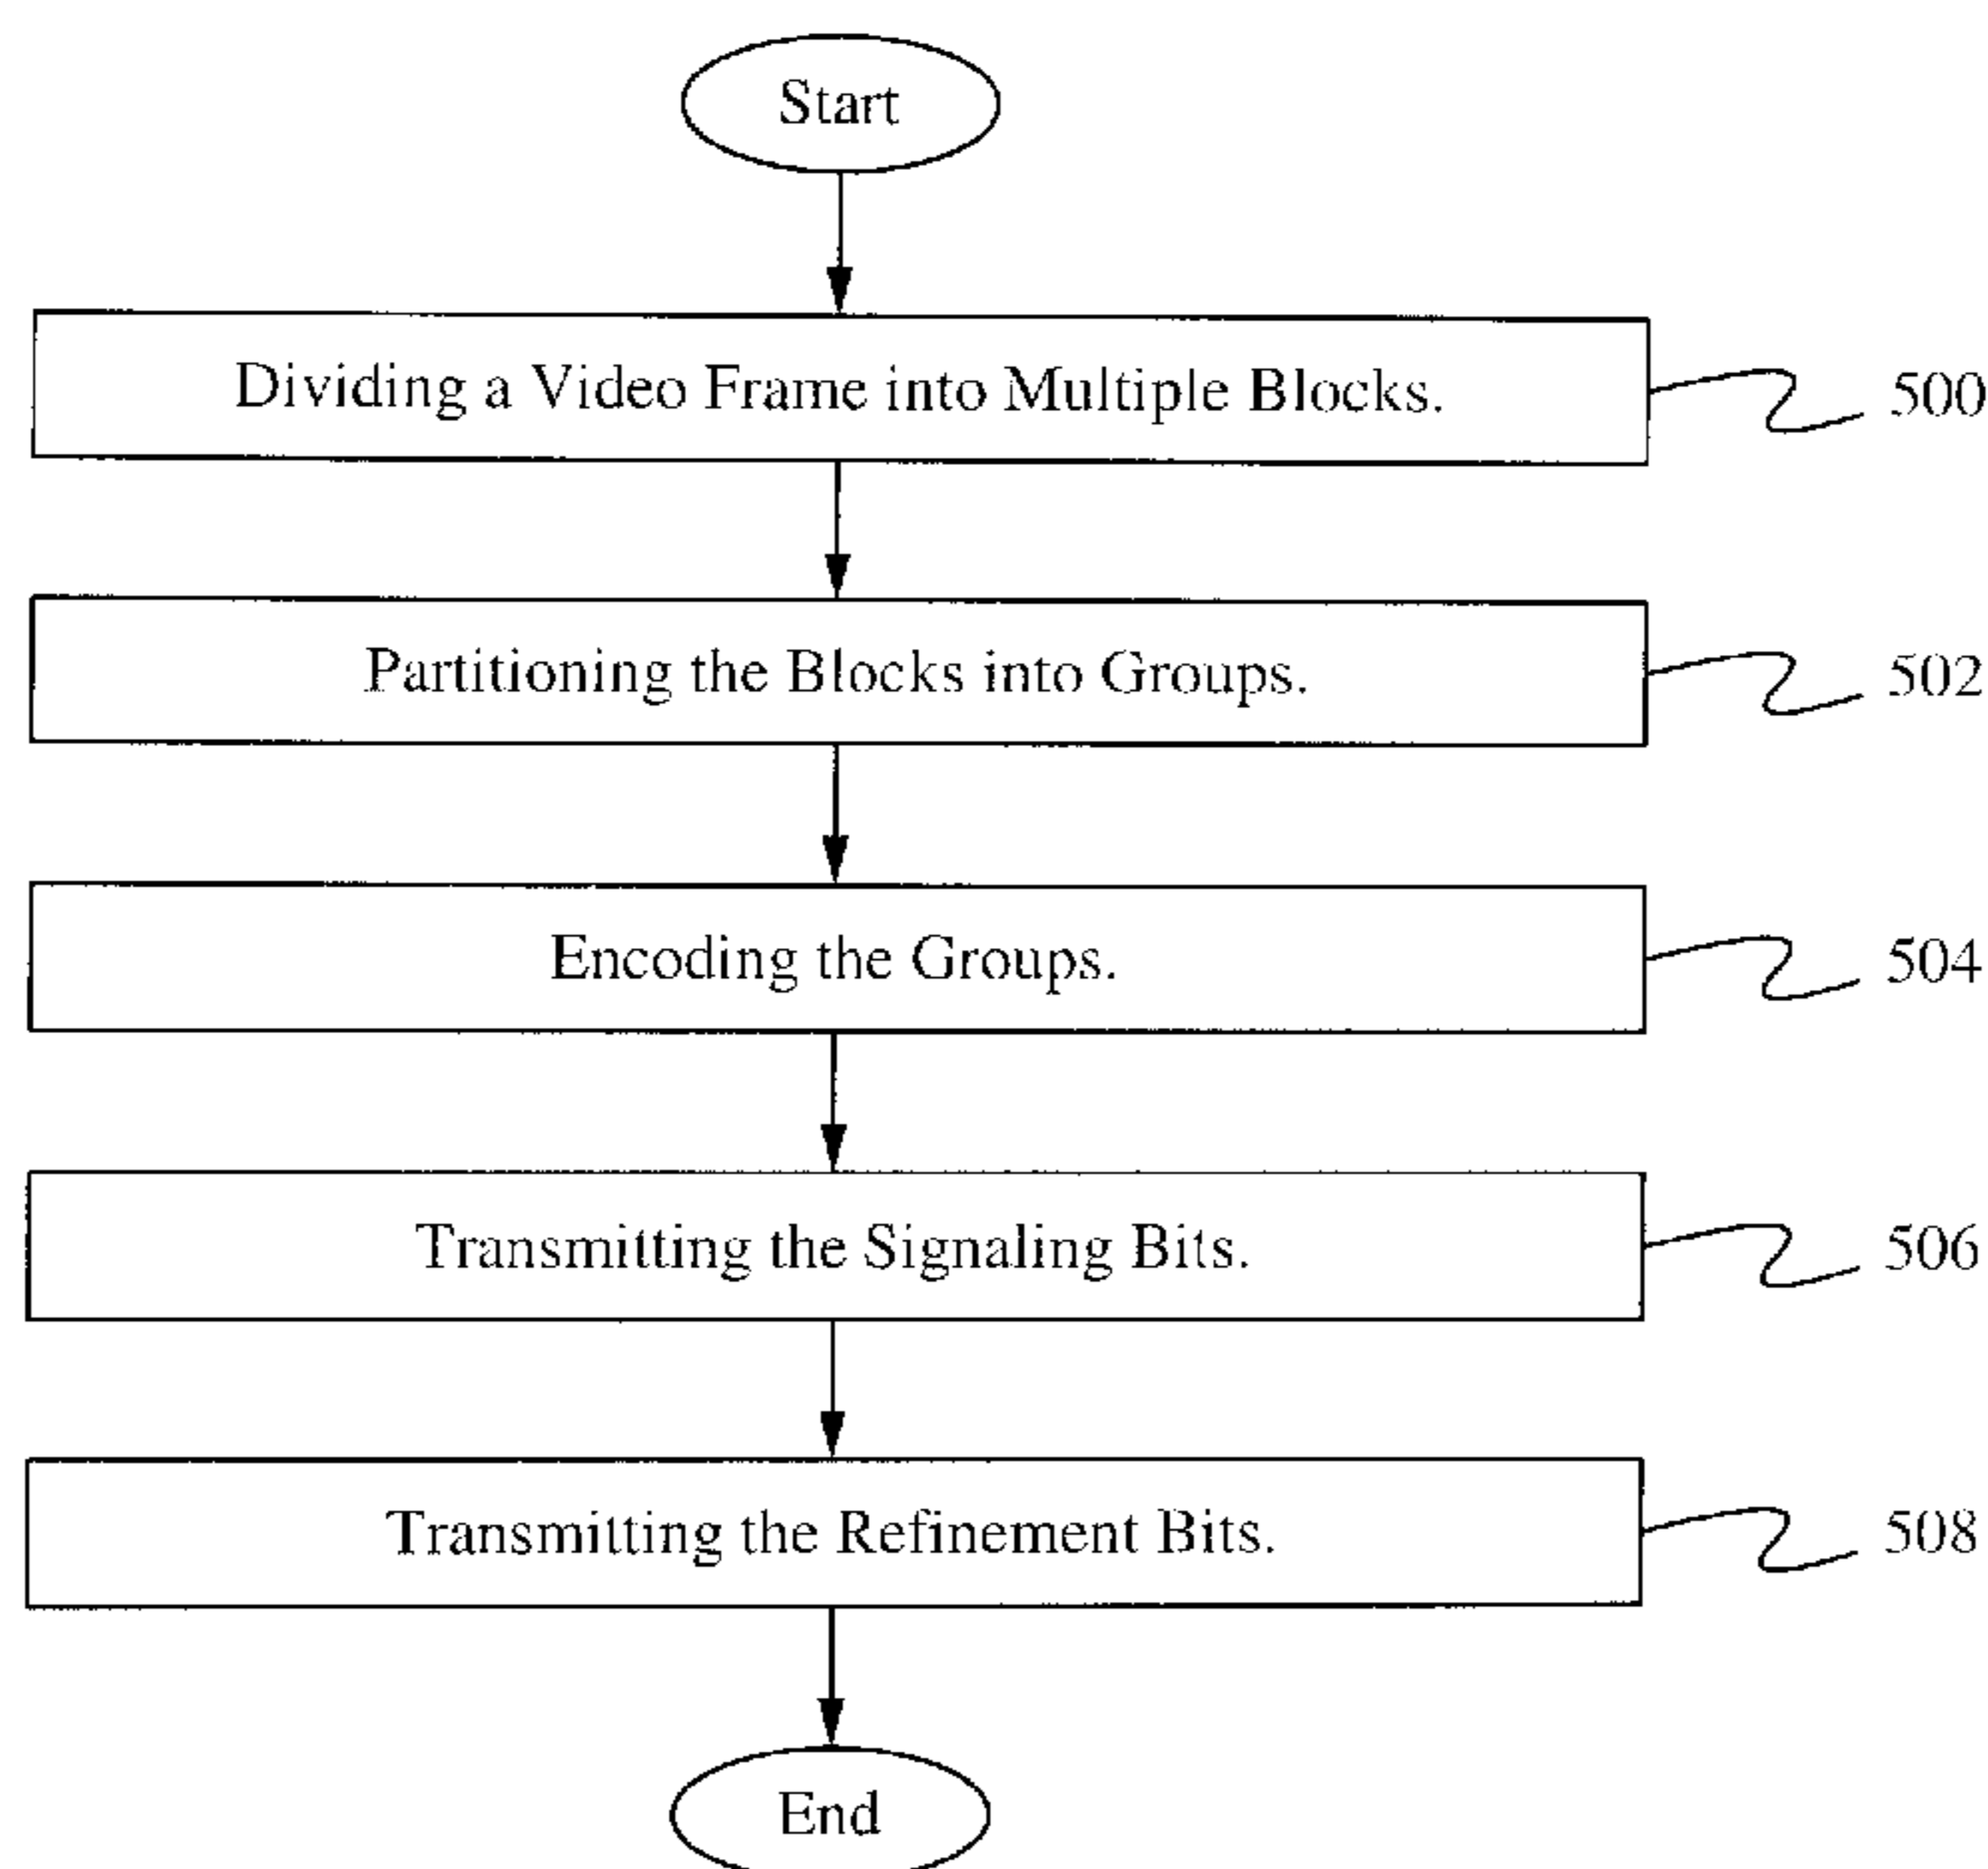 Start
Dividing a Video Frame into Multiple Blocks.
500
Partitioning the Blocks into Groups.
502
Encoding the Groups.
504
Transmitting the Signaling Bits.
506
Transmitting the Refinement Bits.
508
End